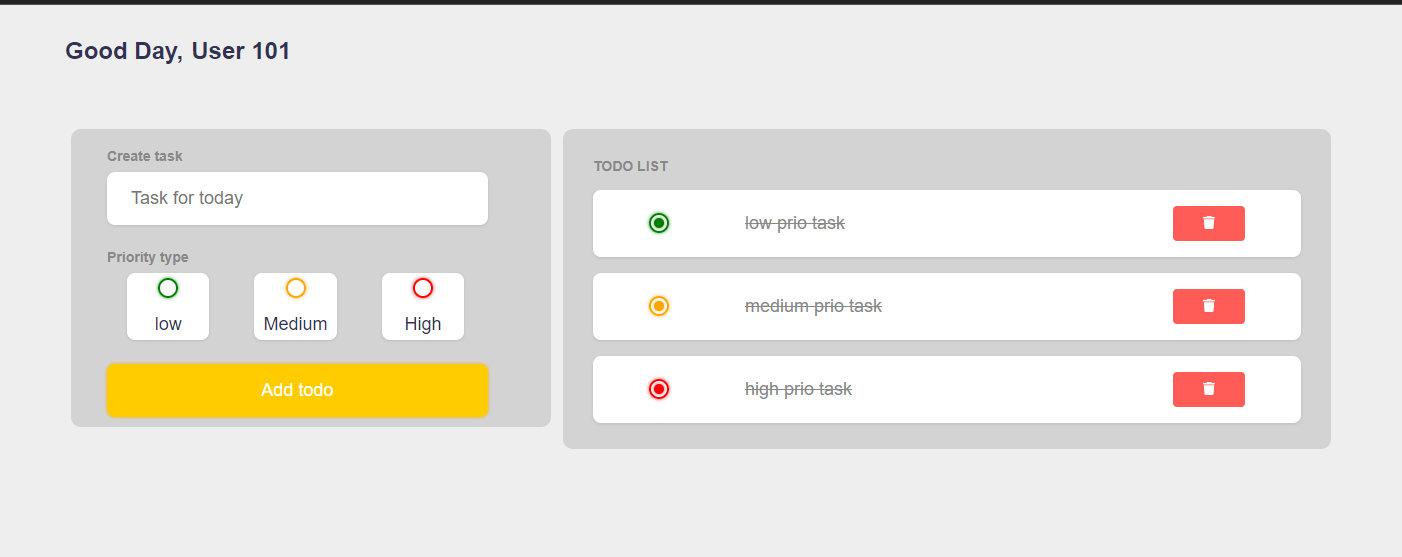 Good Day, User 101
Create task
Task for today
Priority type
low
Medium
High
Add todo
TODO LIST
low prio task
medium prio task
high prio task